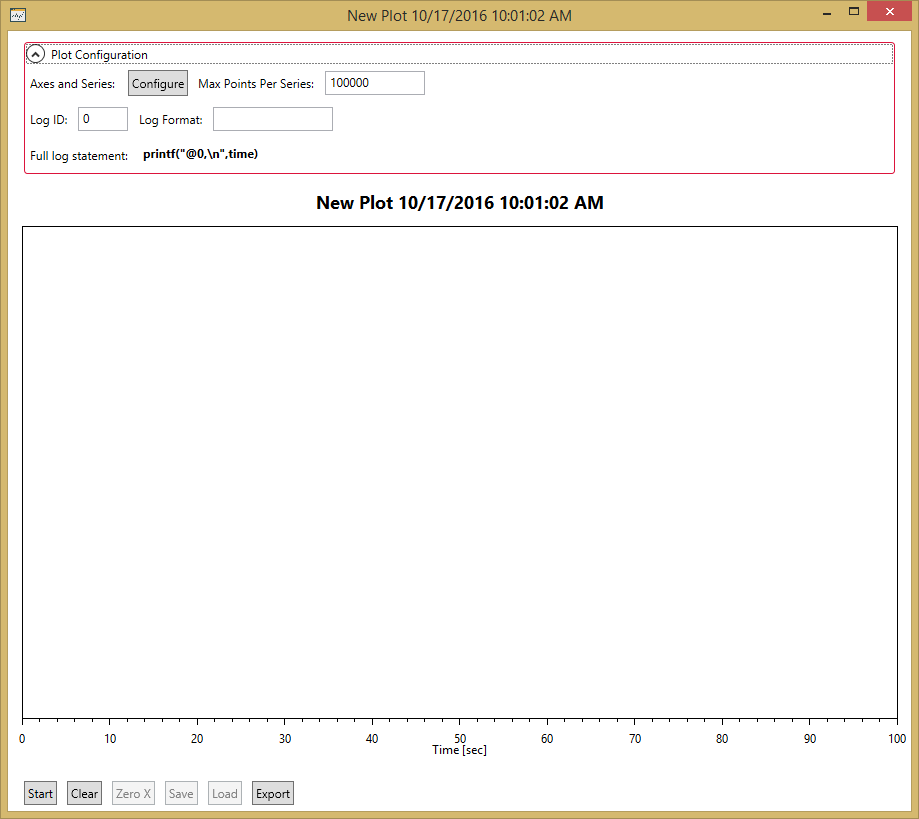 New Plot 10/17/2016 10:01:02 AM
Plot Configuration
Axes and Series: Configure Max Points Per Series: 100000
Log ID: 0 Log Format:
Full log statement: printf("@0,\n",time)
New Plot 10/17/2016 10:01:02 AM
0 10 20 30 40 50 60 70 80 90 100
Time [sec]
Start Clear Zero X Save Load Export